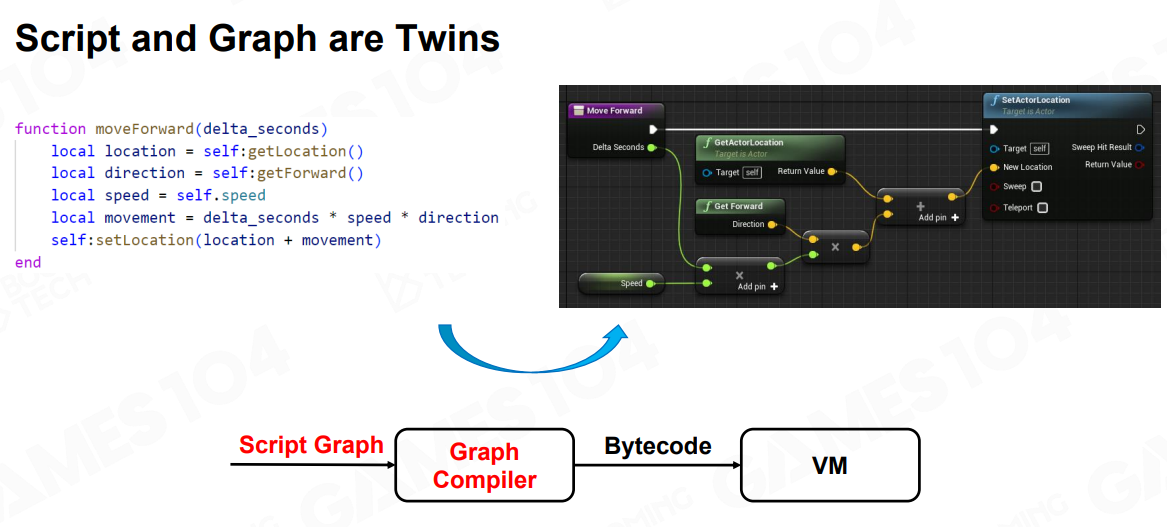 Script and Graph are Twins
function moveForward(delta_seconds)
local location = self:getLocation()
local direction = self:getForward()
local speed = self.speed
local movement = delta_seconds * speed * direction
self:setLocation(location + movement)
end
Move Forward
Delta Seconds
f GetActorLocation
Target is Actor
Target self
Return Value
f Get Forward
Direction
Speed
×
Add pin +
×
+
Add pin +
f SetActorLocation
Target is Actor
Target self
Sweep Hit Result
New Location
Return Value
Sweep
Teleport
Script Graph
Graph
Compiler
Bytecode
VM
GAMES104